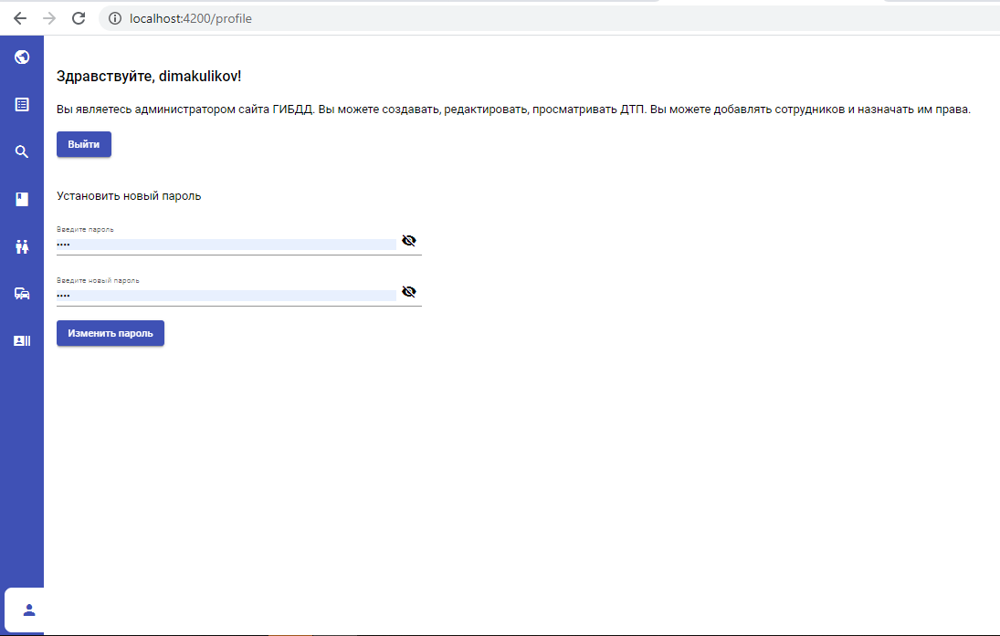 localhost:4200/profile
Здравствуйте, dimakulikov!
Вы являетесь администратором сайта ГИБДД. Вы можете создавать, редактировать, просматривать ДТП. Вы можете добавлять сотрудников и назначать им права.
Выйти
Установить новый пароль
Введите пароль
••••
Введите новый пароль
••••
Изменить пароль